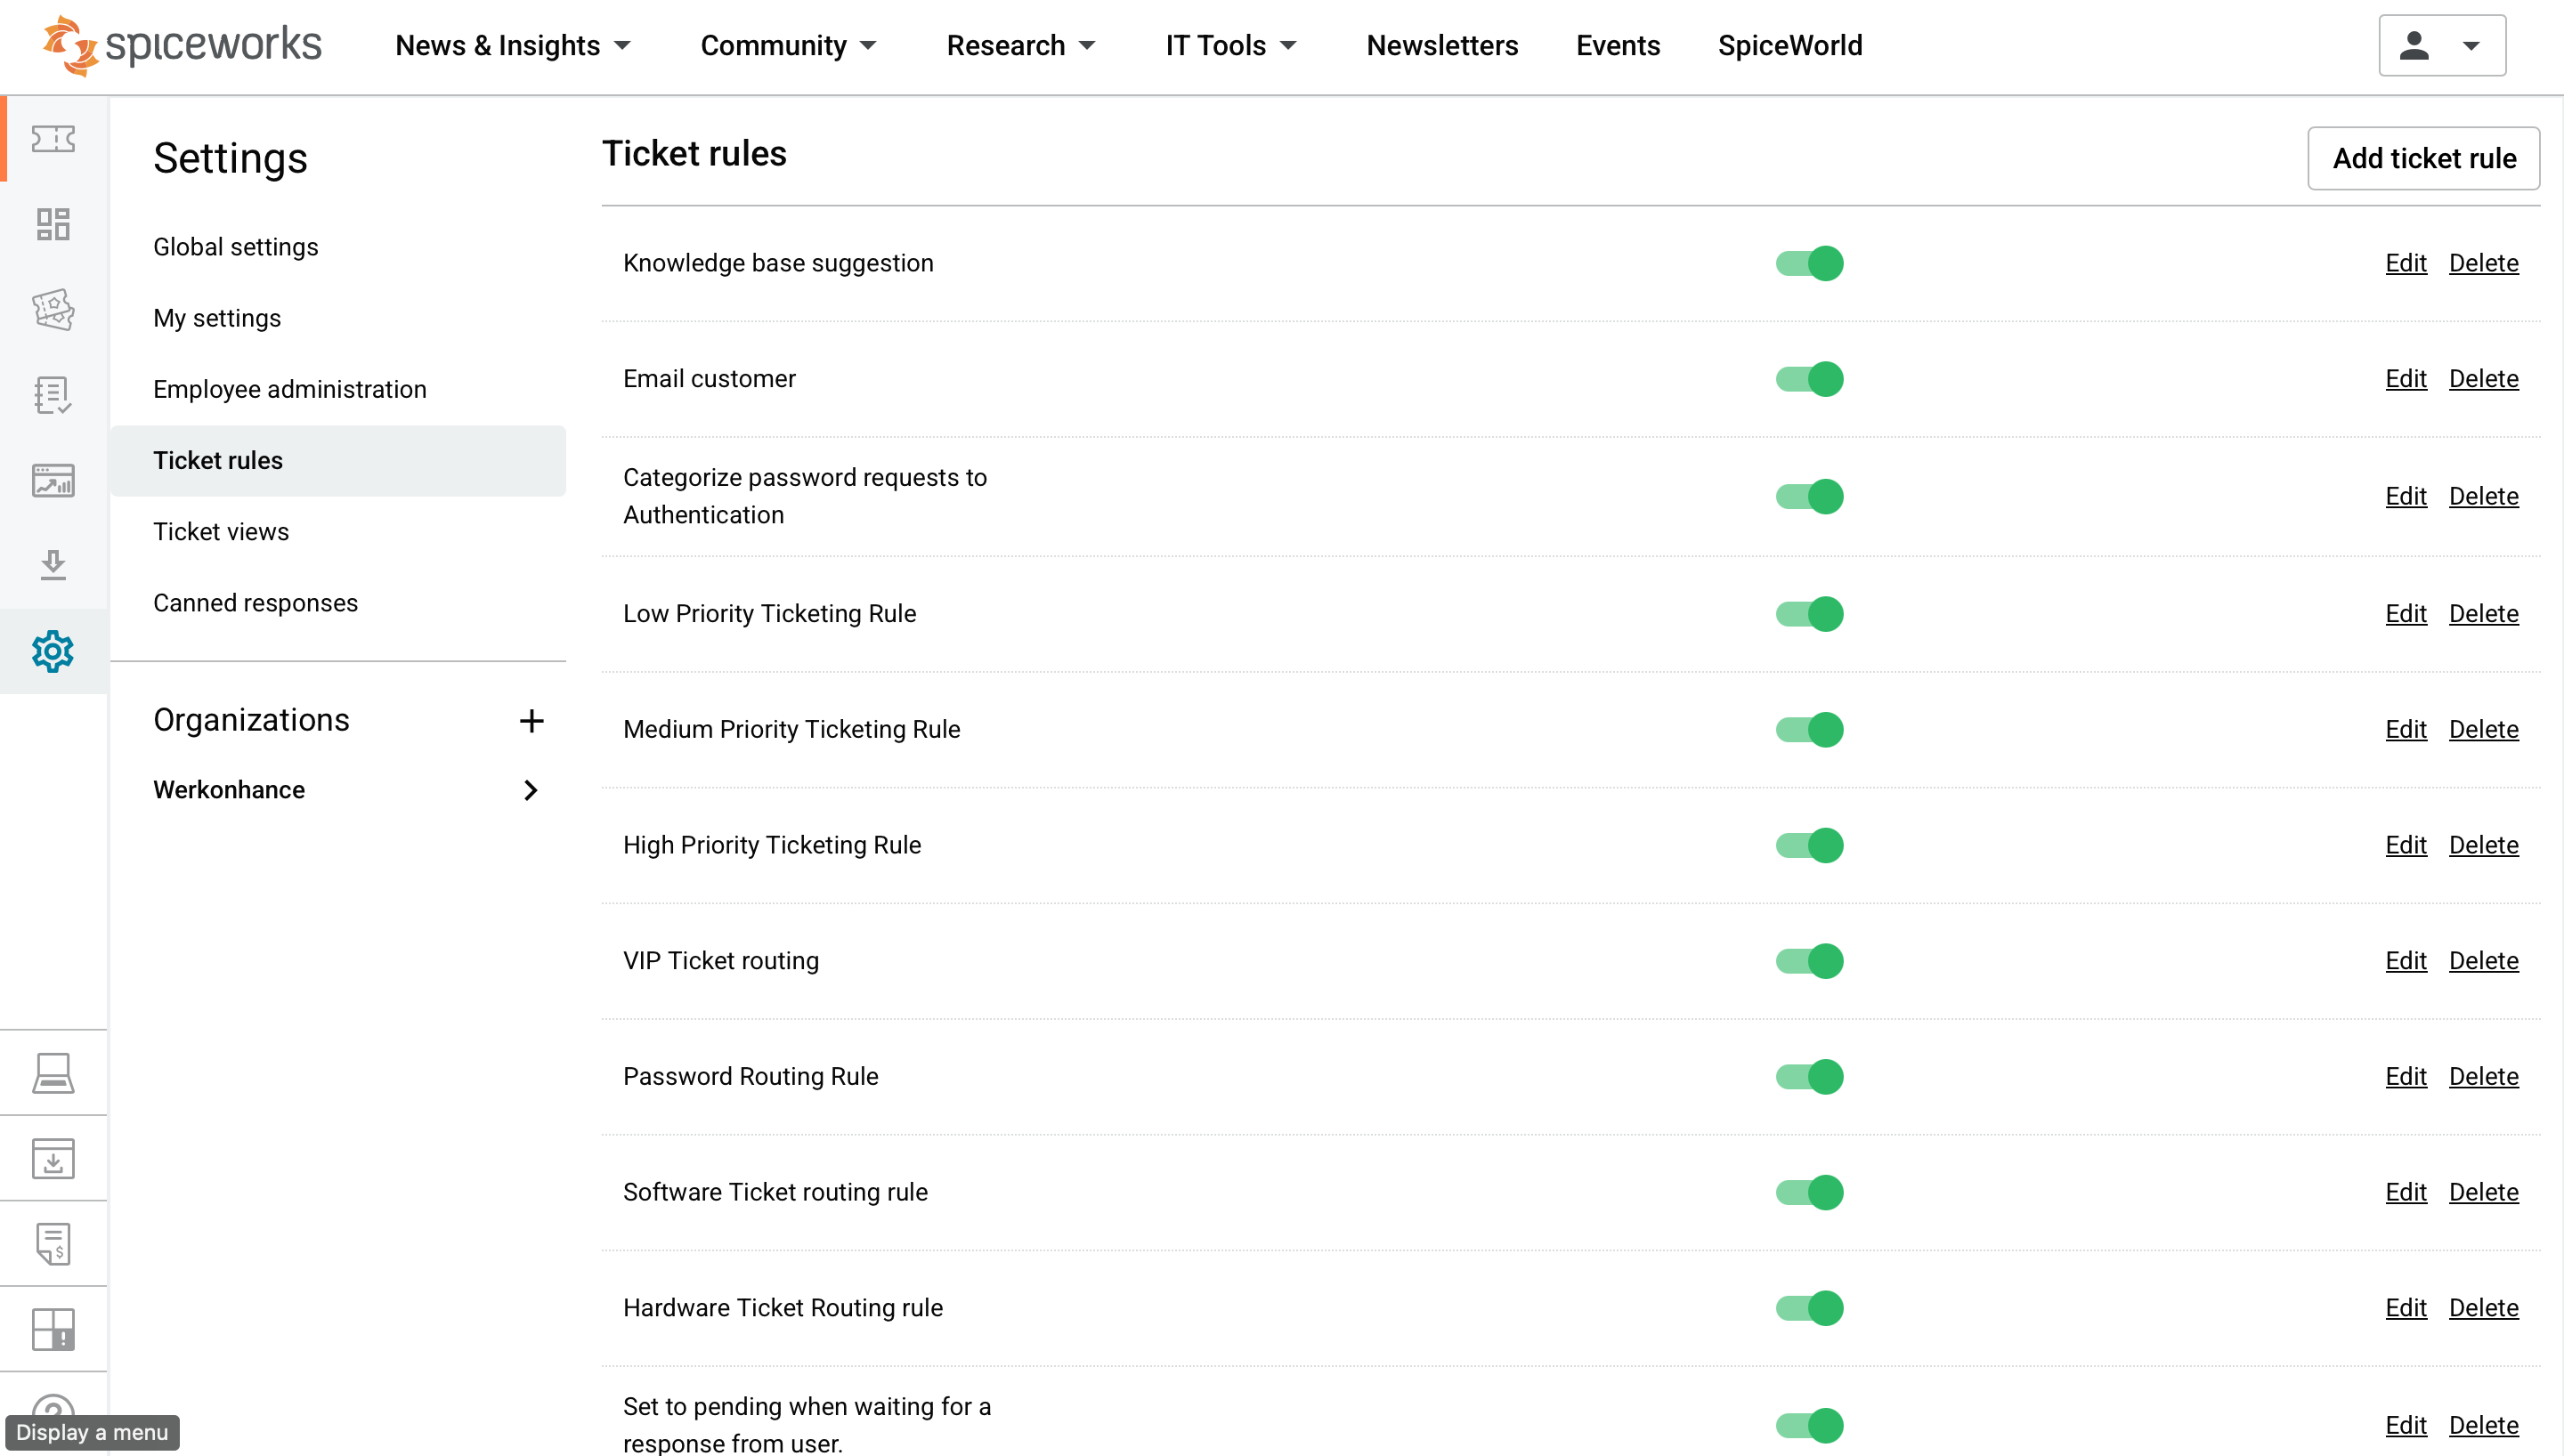 spiceworks
News & Insights Community Research IT Tools Newsletters Events SpiceWorld
Settings
Global settings
My settings
Employee administration
Ticket rules
Ticket views
Canned responses
Organizations
Werkonhance
Ticket rules
Add ticket rule
Knowledge base suggestion Edit Delete
Email customer Edit Delete
Categorize password requests to
Authentication Edit Delete
Low Priority Ticketing Rule Edit Delete
Medium Priority Ticketing Rule Edit Delete
High Priority Ticketing Rule Edit Delete
VIP Ticket routing Edit Delete
Password Routing Rule Edit Delete
Software Ticket routing rule Edit Delete
Hardware Ticket Routing rule Edit Delete
Set to pending when waiting for a
response from user. Edit Delete
Display a menu